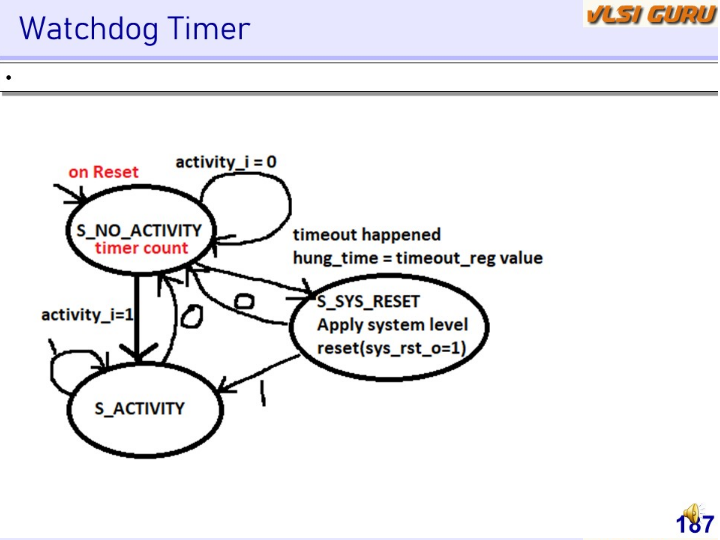 Watchdog Timer
VLSI GURU
•
on Reset
activity_i = 0
S_NO_ACTIVITY
timer count
timeout happened
hung_time = timeout_reg value
activity_i=1
0
0
S_SYS_RESET
Apply system level
reset(sys_rst_o=1)
1
1
S_ACTIVITY
187